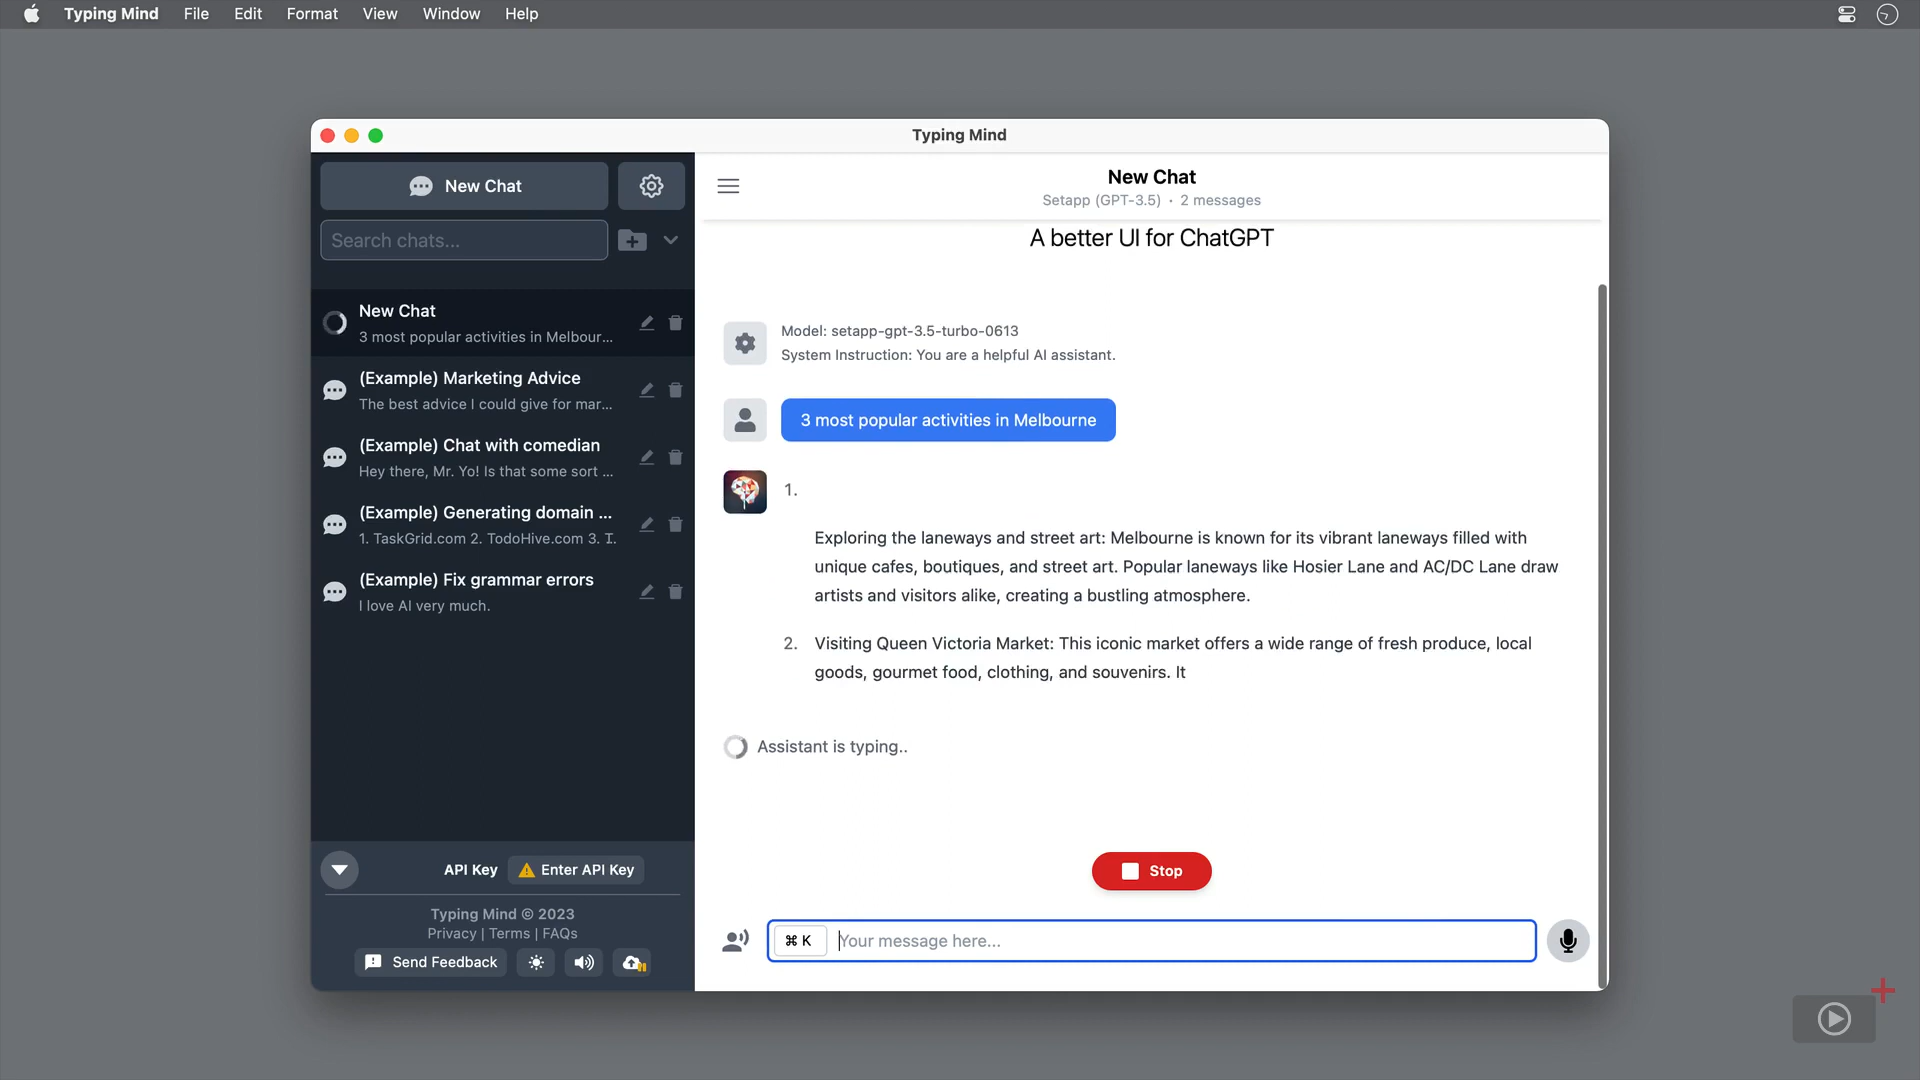 Typing Mind File Edit Format View Window Help
Typing Mind
New Chat
Search chats...
New Chat
3 most popular activities in Melbour...
(Example) Marketing Advice
The best advice I could give for mar...
(Example) Chat with comedian
Hey there, Mr. Yo! Is that some sort ...
(Example) Generating domain ...
1. TaskGrid.com 2. TodoHive.com 3. T.
(Example) Fix grammar errors
I love AI very much.
API Key Enter API Key
Typing Mind © 2023
Privacy | Terms | FAQs
Send Feedback
New Chat
Setapp (GPT-3.5) • 2 messages
A better UI for ChatGPT
Model: setapp-gpt-3.5-turbo-0613
System Instruction: You are a helpful AI assistant.
3 most popular activities in Melbourne
1.
Exploring the laneways and street art: Melbourne is known for its vibrant laneways filled with
unique cafes, boutiques, and street art. Popular laneways like Hosier Lane and AC/DC Lane draw
artists and visitors alike, creating a bustling atmosphere.
2. Visiting Queen Victoria Market: This iconic market offers a wide range of fresh produce, local
goods, gourmet food, clothing, and souvenirs. It
Assistant is typing..
Stop
⌘ K Your message here...